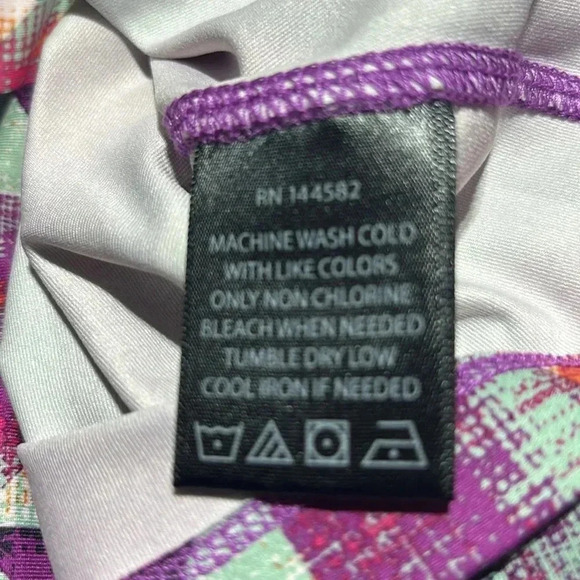 RN 144582
MACHINE WASH COLD
WITH LIKE COLORS
ONLY NON CHLORINE
BLEACH WHEN NEEDED
TUMBLE DRY LOW
COOL IRON IF NEEDED